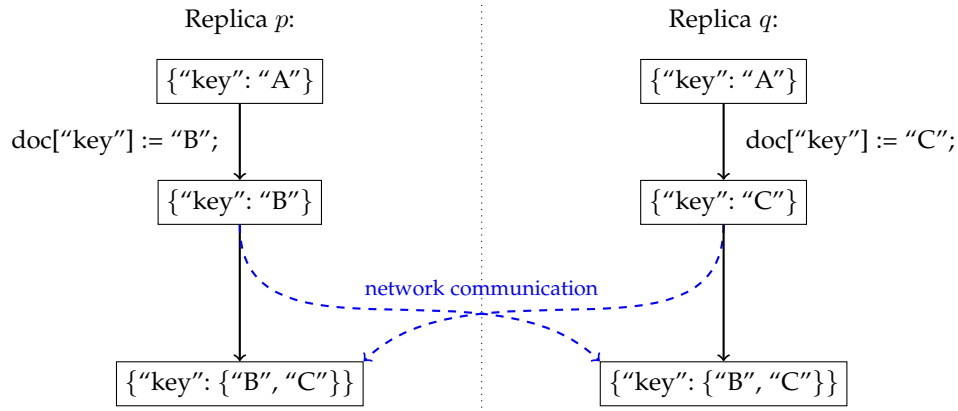 Replica p:
Replica q:
{“key”: “A”}
{“key”: “A”}
doc[“key”] := “B”;
doc[“key”] := “C”;
{“key”: “B”}
{“key”: “C”}
network communication
{“key”: {“B”, “C”}}
{“key”: {“B”, “C”}}